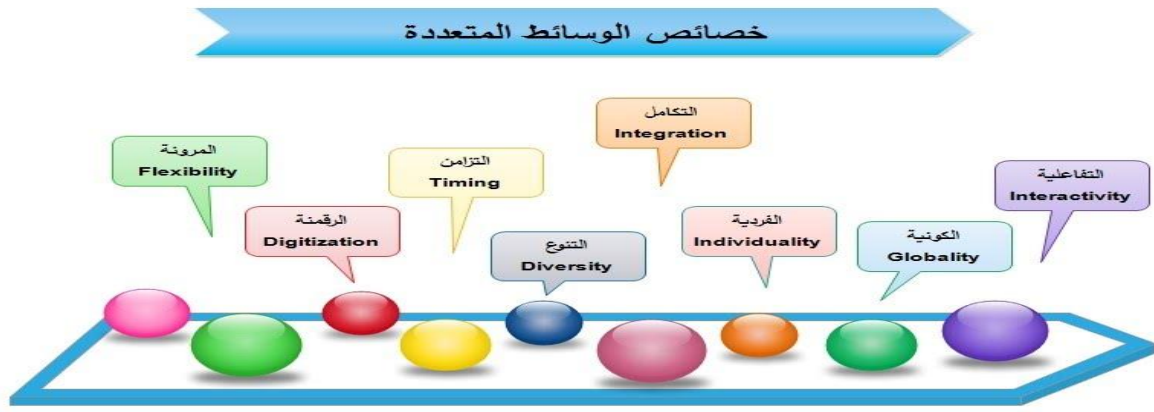 خصائص الوسائط المتعددة
التكامل
Integration
المرونة
Flexibility
التزامن
Timing
التفاعلية
Interactivity
الرقمنة
Digitization
الفردية
Individuality
التنوع
Diversity
الكونية
Globality